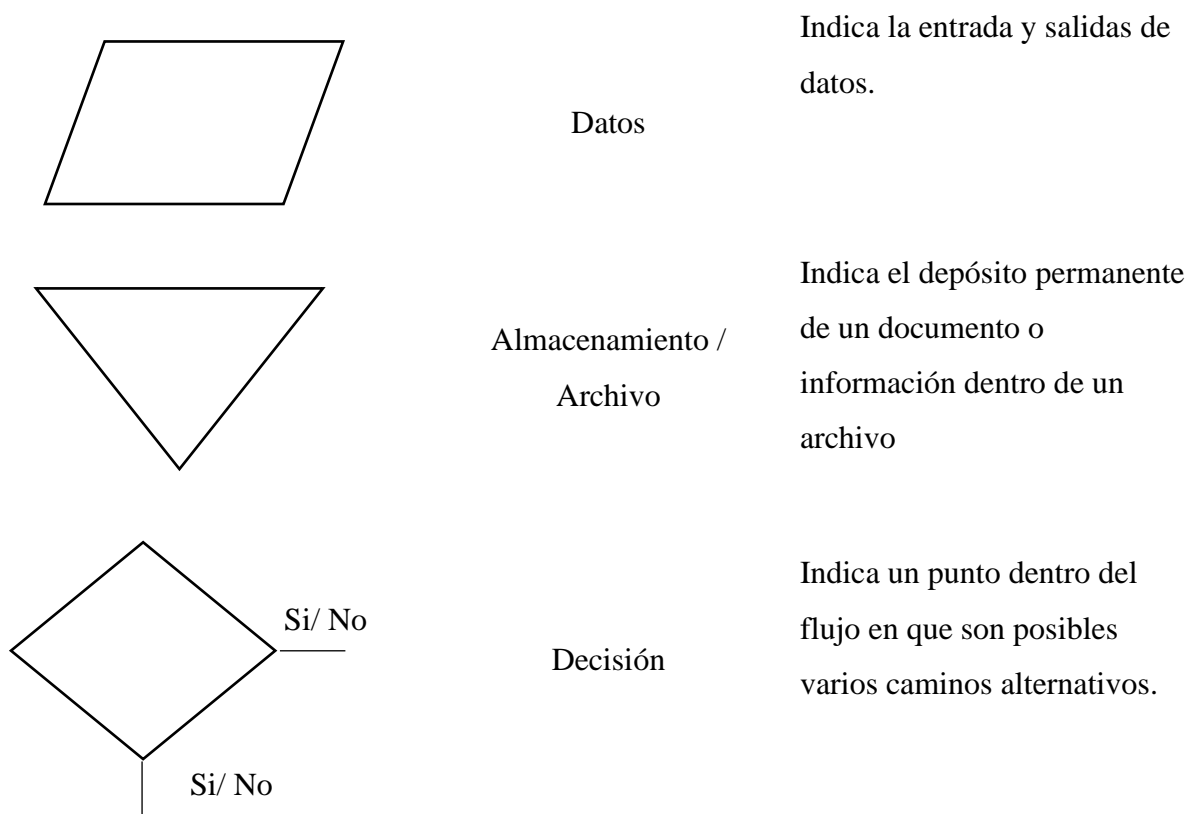 Datos
Indica la entrada y salidas de
datos.
Almacenamiento /
Archivo
Indica el depósito permanente
de un documento o
información dentro de un
archivo
Si/ No
Si/ No
Decisión
Indica un punto dentro del
flujo en que son posibles
varios caminos alternativos.